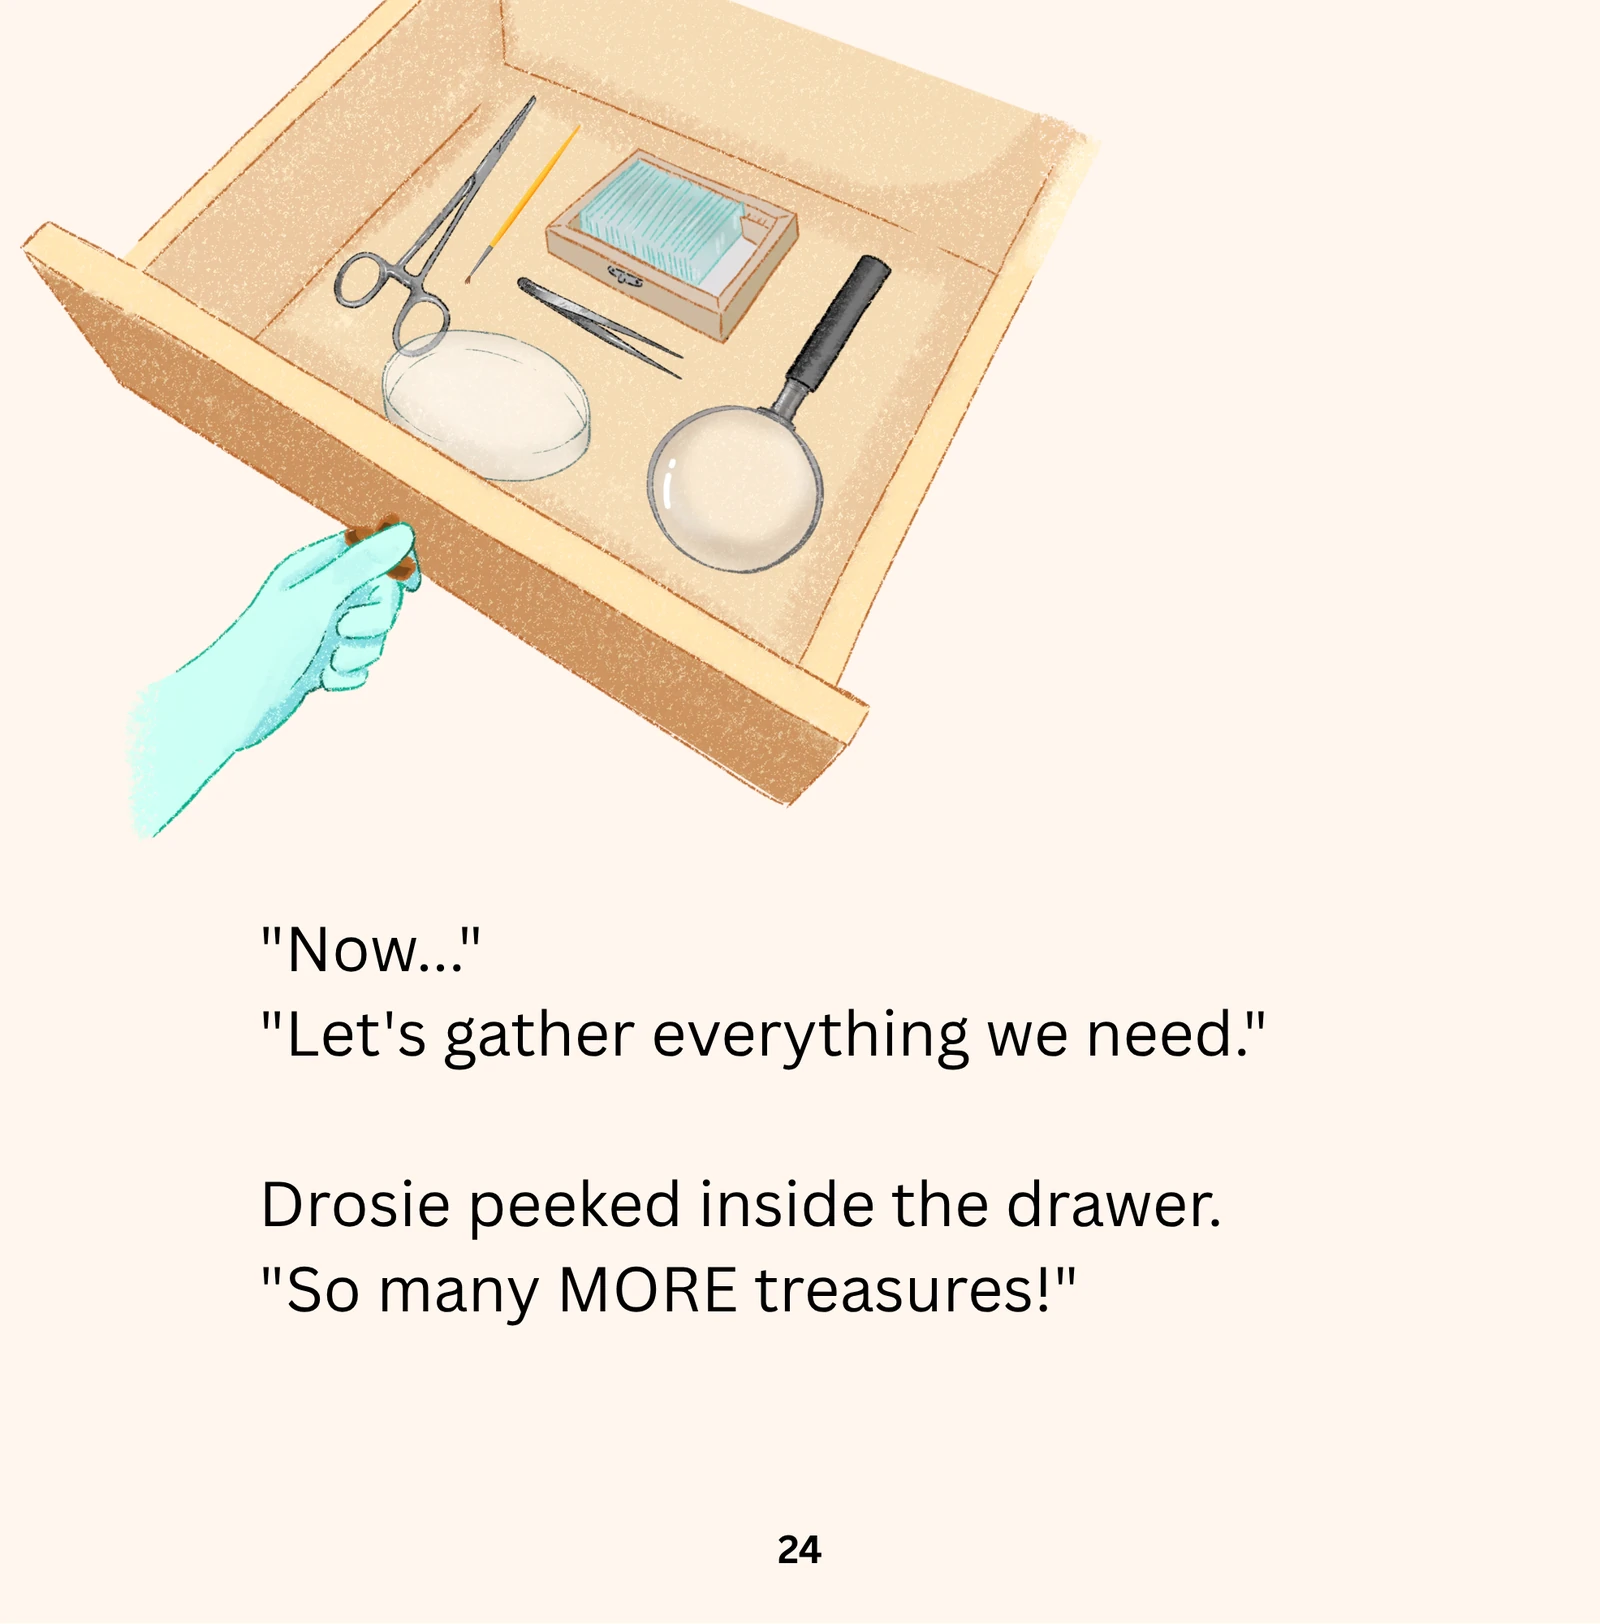 "Now..."
"Let's gather everything we need."
Drosie peeked inside the drawer.
"So many MORE treasures!"
24